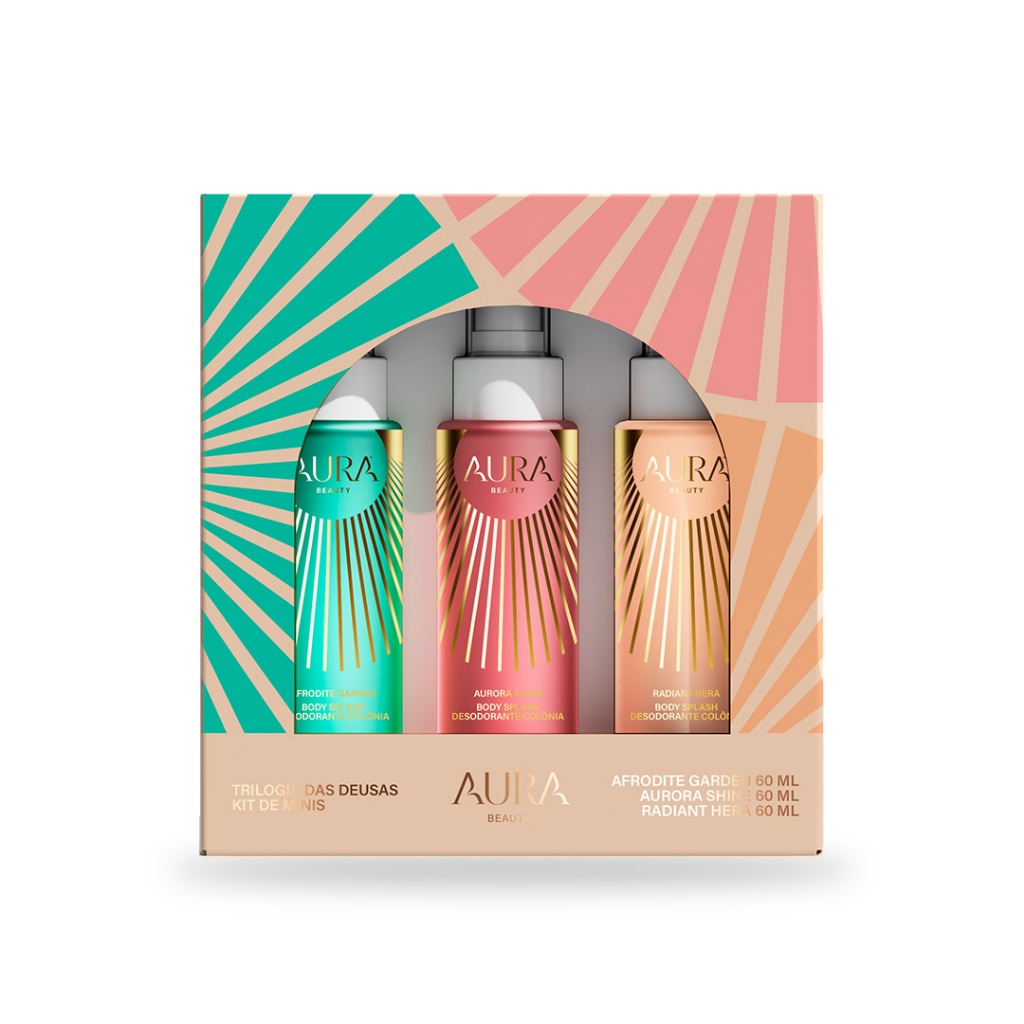 AURA
BEAUTY
AFRODITE GARDEN
BODY SPLASH
DESODORANTE COLÔNIA
AURA
BEAUTY
AURORA SHINE
BODY SPLASH
DESODORANTE COLÔNIA
AURA
BEAUTY
RADIANT HERA
BODY SPLASH
DESODORANTE COLÔN
TRILOGIA DAS DEUSAS
KIT DE MINIS
AURA
BEAUTY
AFRODITE GARDEN 60 ML
AURORA SHINE 60 ML
RADIANT HERA 60 ML